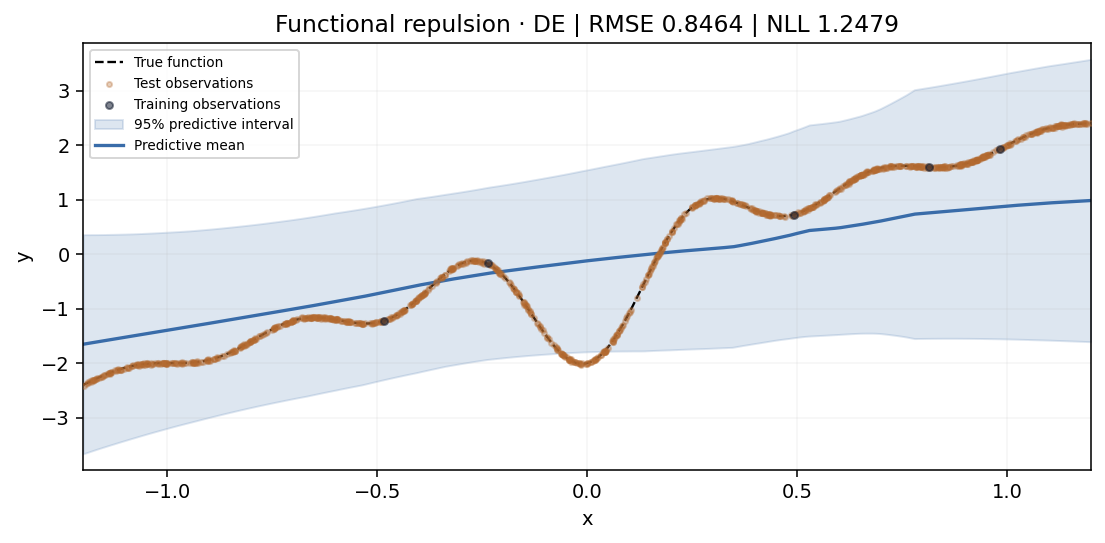 Functional repulsion · DE | RMSE 0.8464 | NLL 1.2479
True function
Test observations
Training observations
95% predictive interval
Predictive mean
y
3
2
1
0
−1
−2
−3
−1.0 −0.5 0.0 0.5 1.0
x